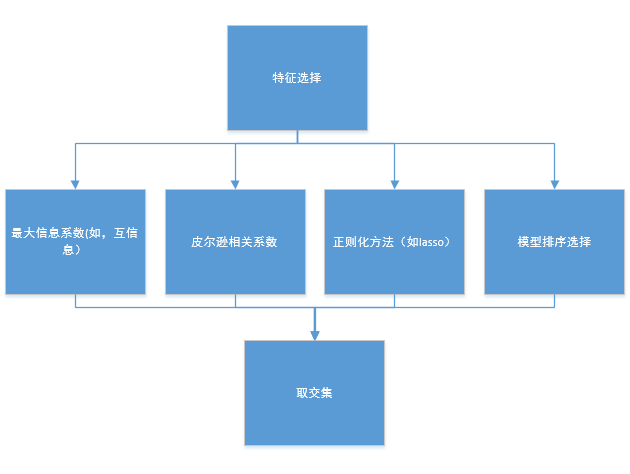 特征选择
最大信息系数(如，互信
息）
皮尔逊相关系数
正则化方法（如lasso）
模型排序选择
取交集